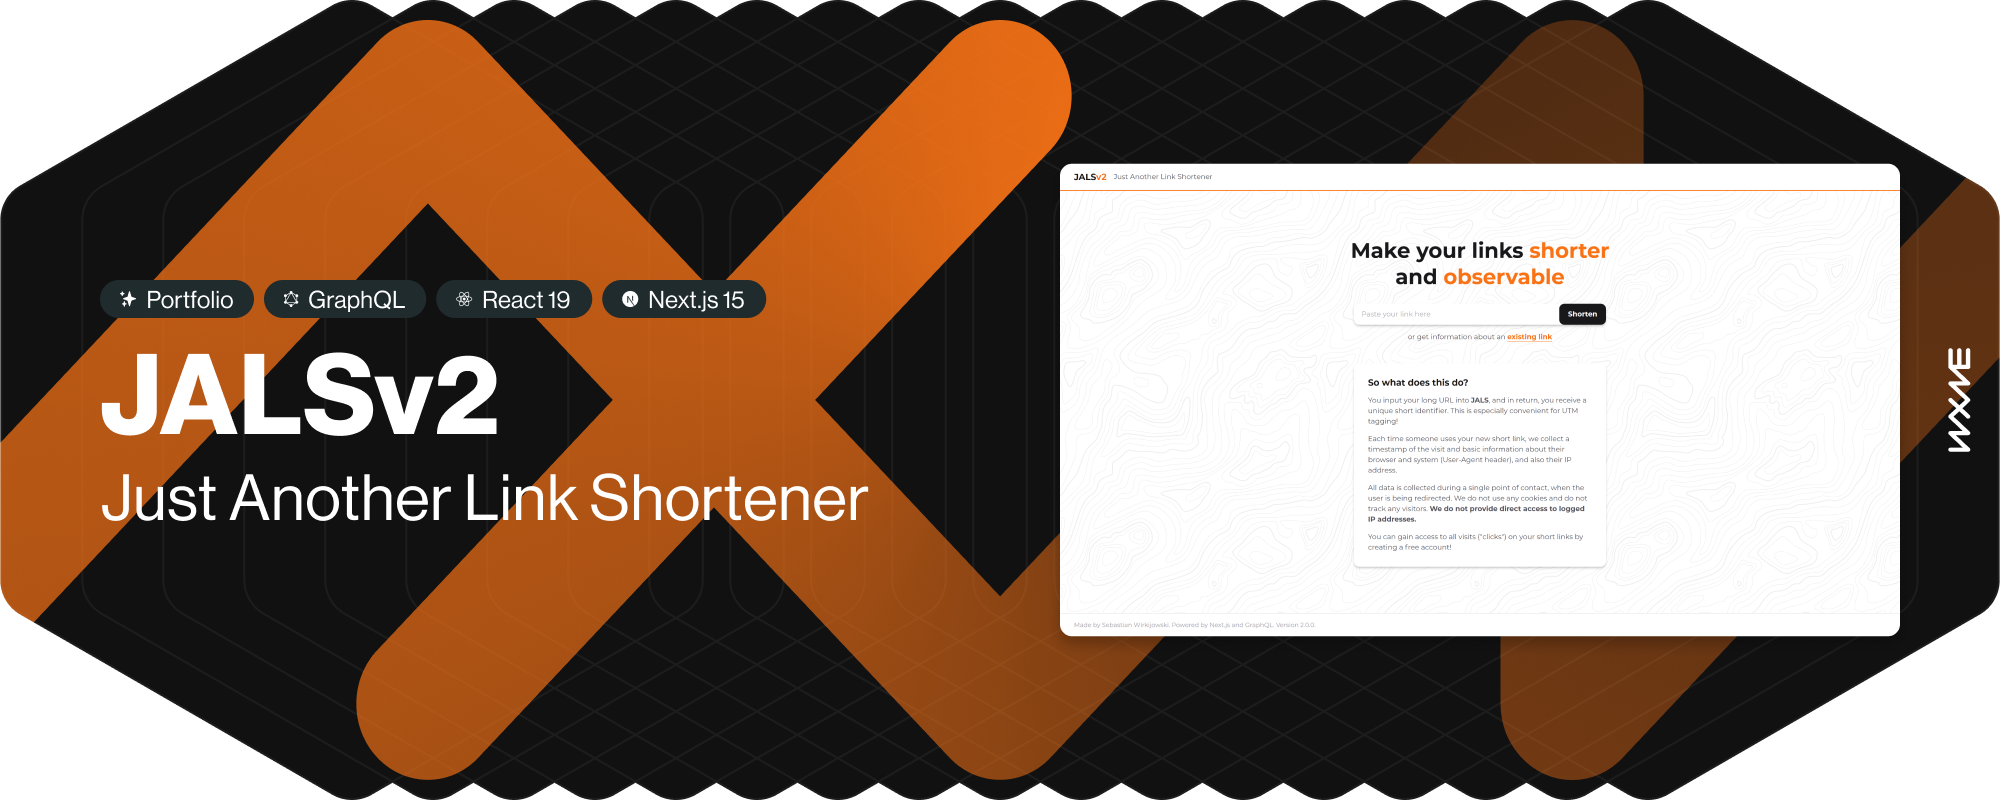 Portfolio GraphQL React 19 Next.js 15
JALSv2
Just Another Link Shortener
JALSv2 Just Another Link Shortener
Make your links shorter
and observable
Paste your link here Shorten
or get information about an existing link
So what does this do?
You input your long URL into JALS, and in return, you receive a
unique short identifier. This is especially convenient for UTM
tagging!
Each time someone uses your new short link, we collect a
timestamp of the visit and basic information about their
browser and system (User-Agent header), and also their IP
address.
All data is collected during a single point of contact, when the
user is being redirected. We do not use any cookies and do not
track any visitors. We do not provide direct access to logged
IP addresses.
You can gain access to all visits ("clicks") on your short links by
creating a free account!
Made by Sebastian Powered by Next.js and GraphQL. Version 2.0.0.